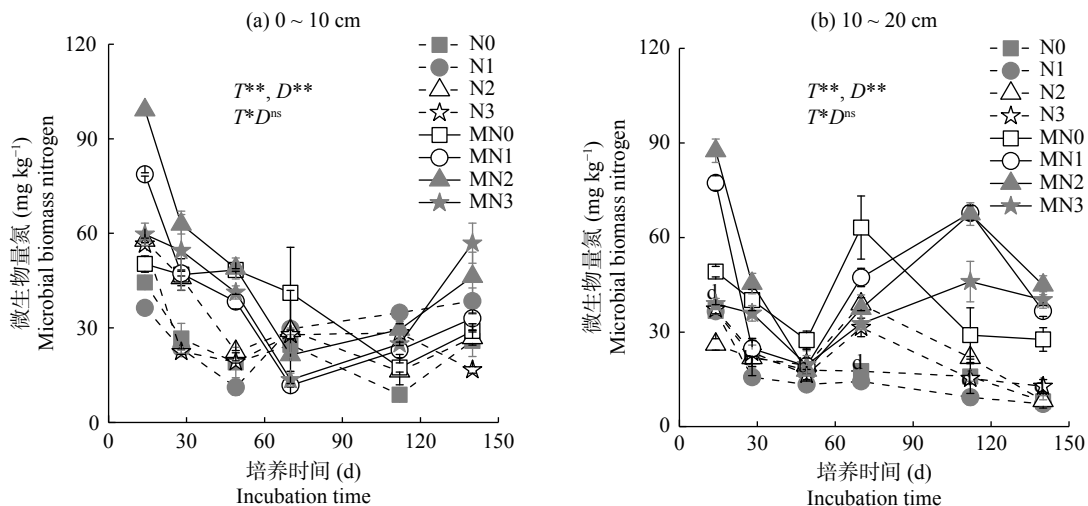 (a) 0 ~ 10 cm
微生物量氮 (mg kg⁻¹)
Microbial biomass nitrogen
120
90
60
30
0
T**, D**
T*Dⁿˢ
N0
N1
N2
N3
MN0
MN1
MN2
MN3
0 30 60 90 120 150
培养时间 (d)
Incubation time
(b) 10 ~ 20 cm
微生物量氮 (mg kg⁻¹)
Microbial biomass nitrogen
120
90
60
30
0
T**, D**
T*Dⁿˢ
N0
N1
N2
N3
MN0
MN1
MN2
MN3
d
d
0 30 60 90 120 150
培养时间 (d)
Incubation time